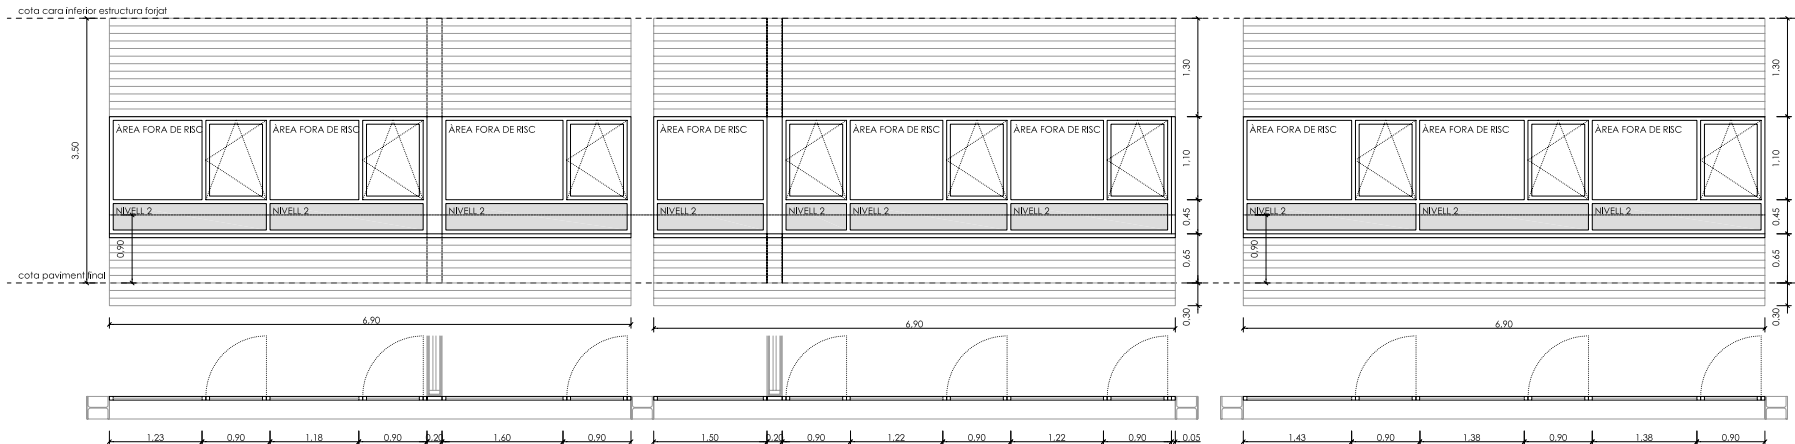 cota cara inferior estructura forjat
3.50
1.30
1.30
ÀREA FORA DE RISC
ÀREA FORA DE RISC
ÀREA FORA DE RISC
ÀREA FORA DE RISC
ÀREA FORA DE RISC
ÀREA FORA DE RISC
ÀREA FORA DE RISC
ÀREA FORA DE RISC
ÀREA FORA DE RISC
1.10
1.10
NIVELL 2
NIVELL 2
NIVELL 2
NIVELL 2
NIVELL 2
NIVELL 2
NIVELL 2
NIVELL 2
NIVELL 2
NIVELL 2
0.45
0.45
0.90
0.90
0.65
0.65
cota paviment final
0.30
0.30
6.90
6.90
6.90
1.23 0.90 1.18 0.90 0.20 1.60 0.90
1.50 0.20 0.90 1.22 0.90 1.22 0.90 0.05
1.43 0.90 1.38 0.90 1.38 0.90